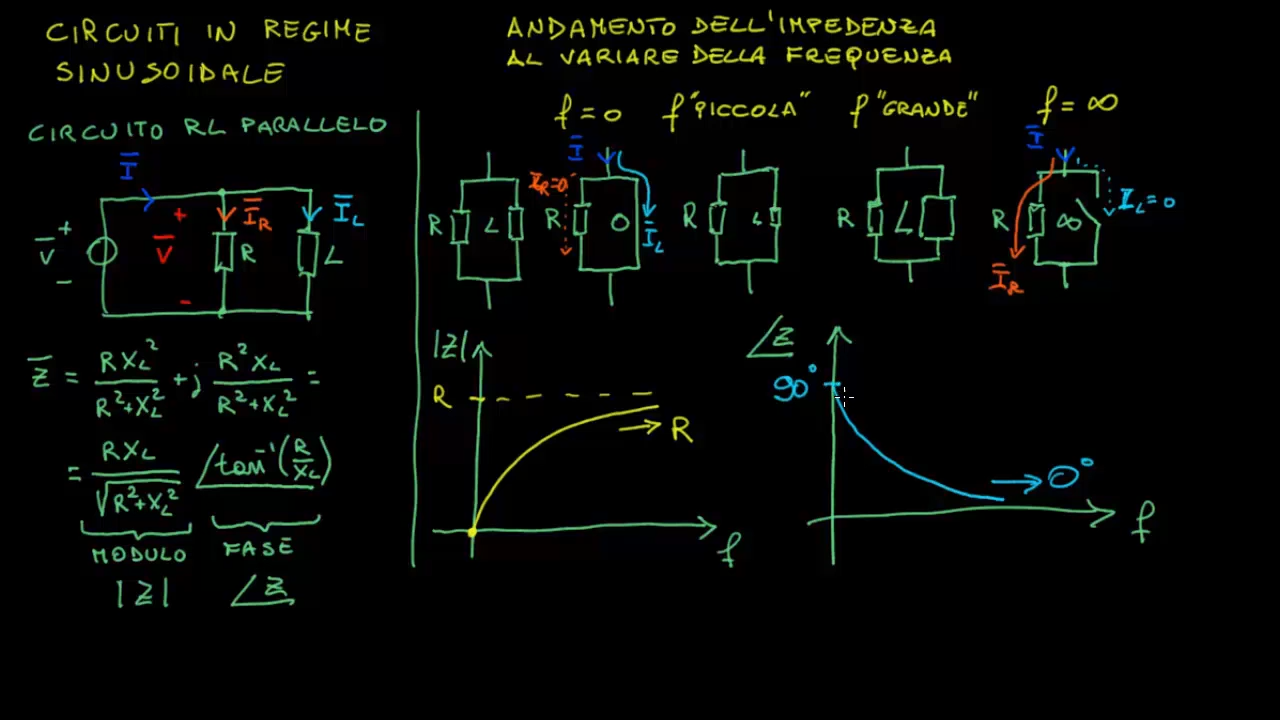 CIRCUITI IN REGIME
SINUSOIDALE
CIRCUITO RL PARALLELO
I
V
+
−
+
V
−
I_R
R
I_L
L
Z = RX_L²/(R²+X_L²) + j R²X_L/(R²+X_L²) =
= RX_L/√(R²+X_L²) ∠tan⁻¹(R/X_L)
MODULO FASE
|Z| ∠Z
ANDAMENTO DELL'IMPEDENZA
AL VARIARE DELLA FREQUENZA
f = 0 f "PICCOLA" f "GRANDE" f = ∞
R L
I
I_R=0
R 0
I_L
R L
R L
I
R ∞
I_L=0
I_R
|Z|
R
→ R
f
∠Z
90°
→ 0°
f